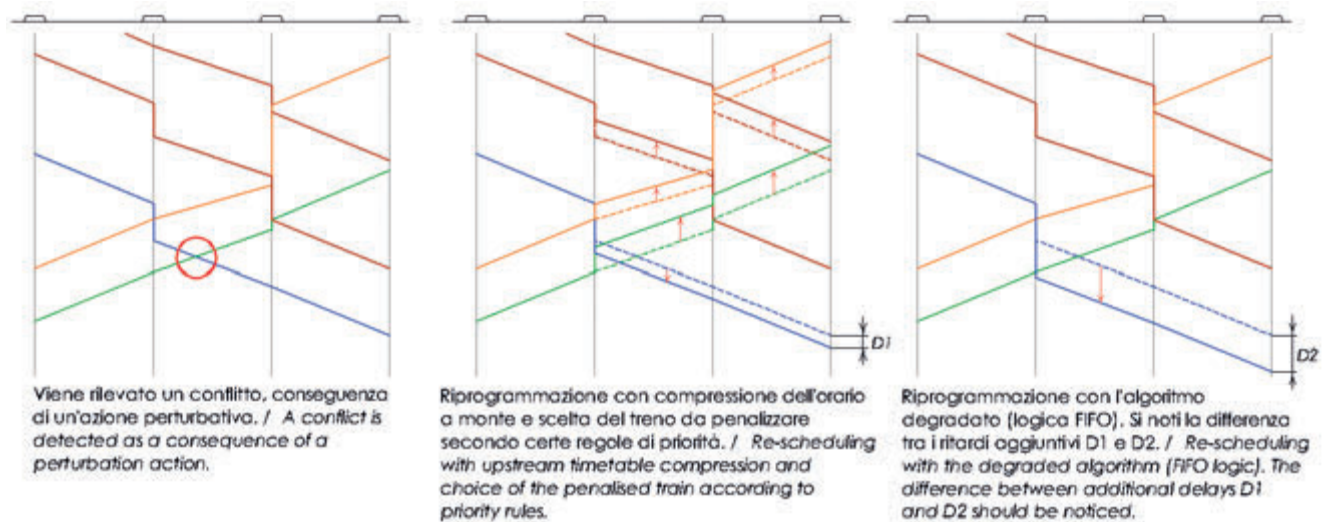 D1
D2
Viene rilevato un conflitto, conseguenza
di un'azione perturbativa. / A conflict is
detected as a consequence of a
perturbation action.
Riprogrammazione con compressione dell'orario
a monte e scelta del treno da penalizzare
secondo certe regole di priorità. / Re-scheduling
with upstream timetable compression and
choice of the penalised train according to
priority rules.
Riprogrammazione con l'algoritmo
degradato (logica FIFO). Si noti la differenza
tra i ritardi aggiuntivi D1 e D2. / Re-scheduling
with the degraded algorithm (FIFO logic). The
difference between additional delays D1
and D2 should be noticed.